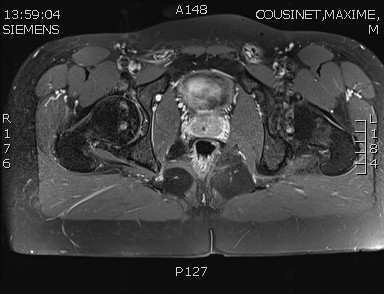 13:59:04
SIEMENS
A148
COUSINET,MAXIME,
M
R
1
7
6
L
1
8
4
P127